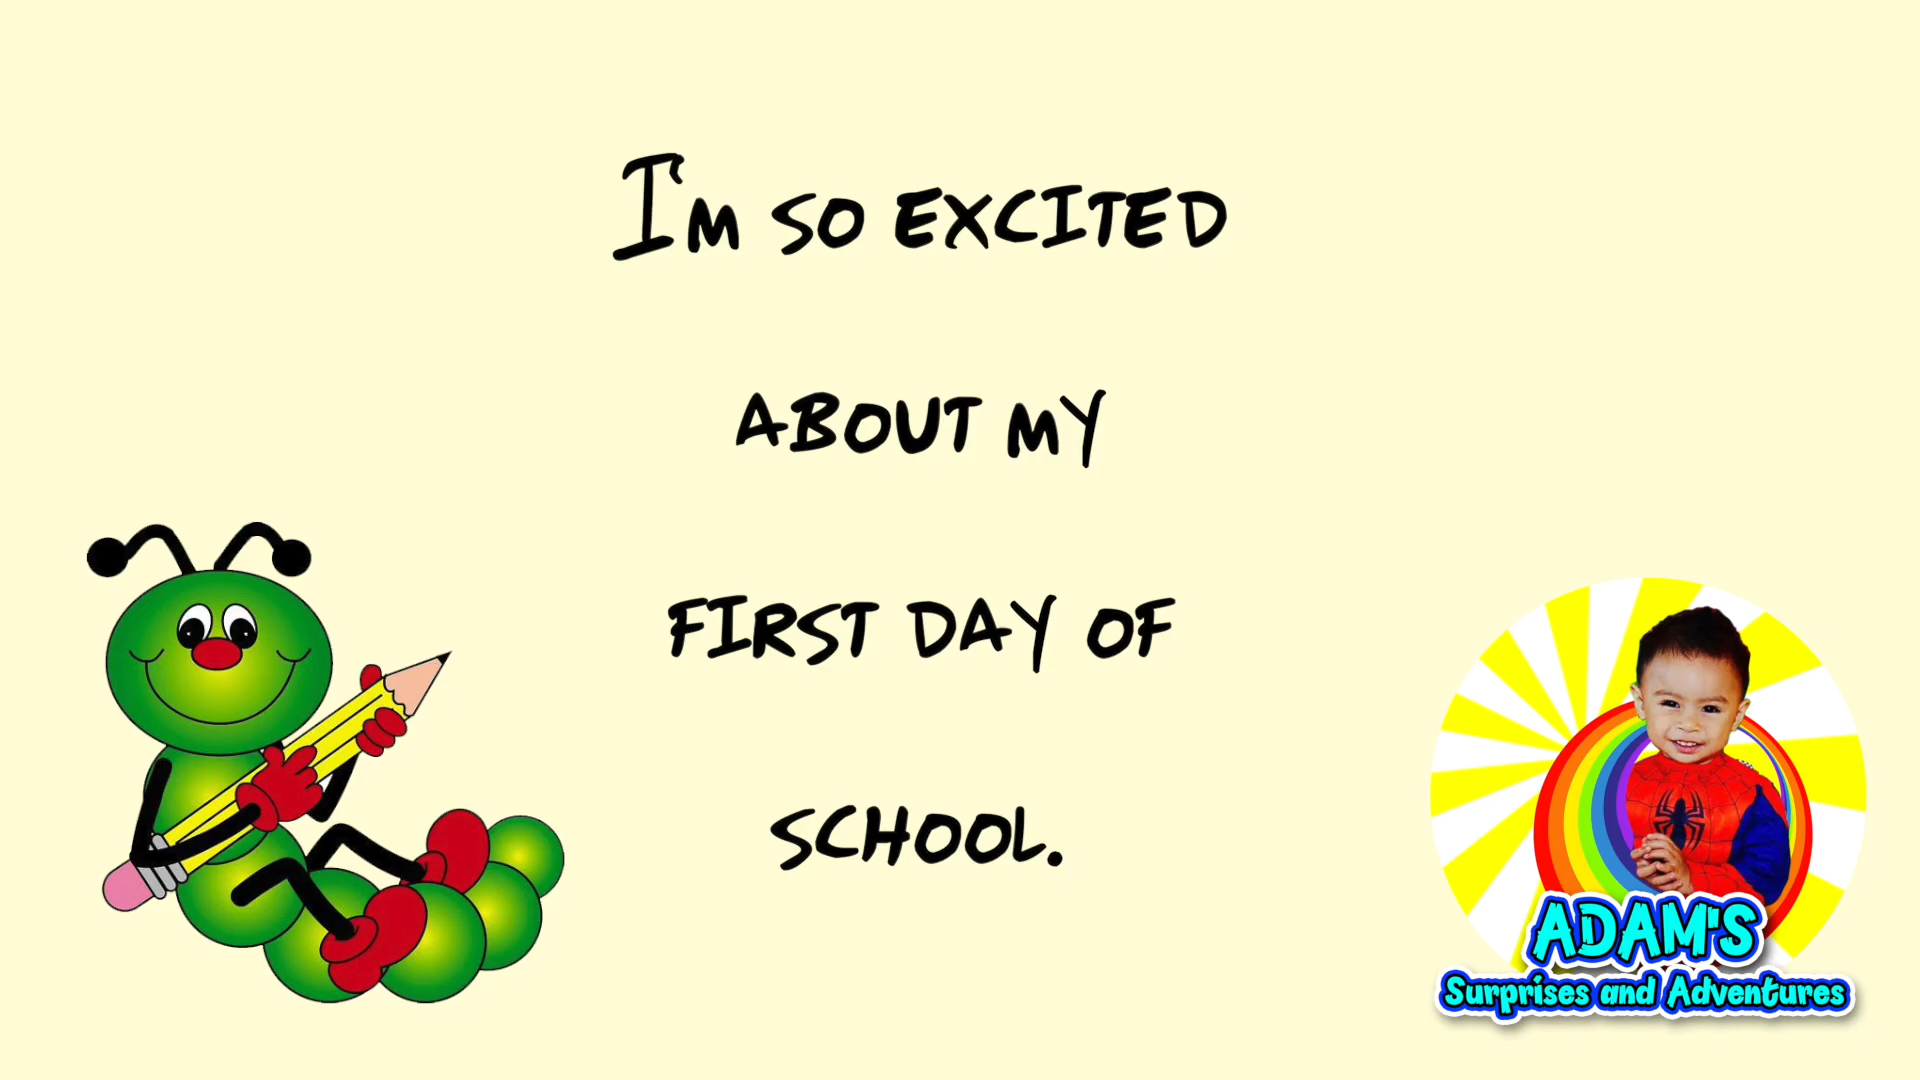 I'm so excited
about my
first day of
school.
ADAM'S
Surprises and Adventures